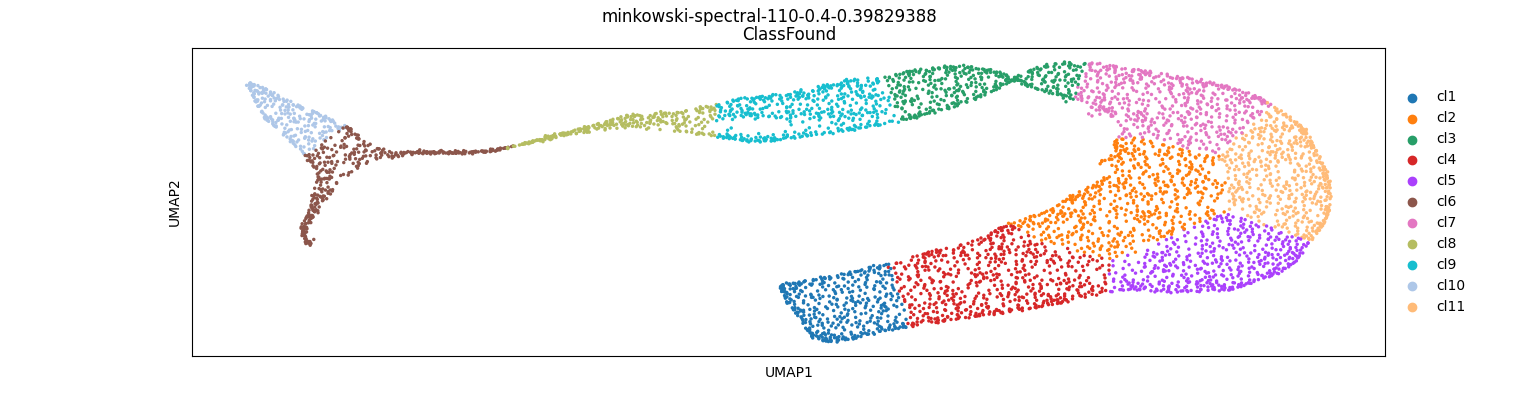 minkowski-spectral-110-0.4-0.39829388
ClassFound
UMAP2
UMAP1
cl1
cl2
cl3
cl4
cl5
cl6
cl7
cl8
cl9
cl10
cl11